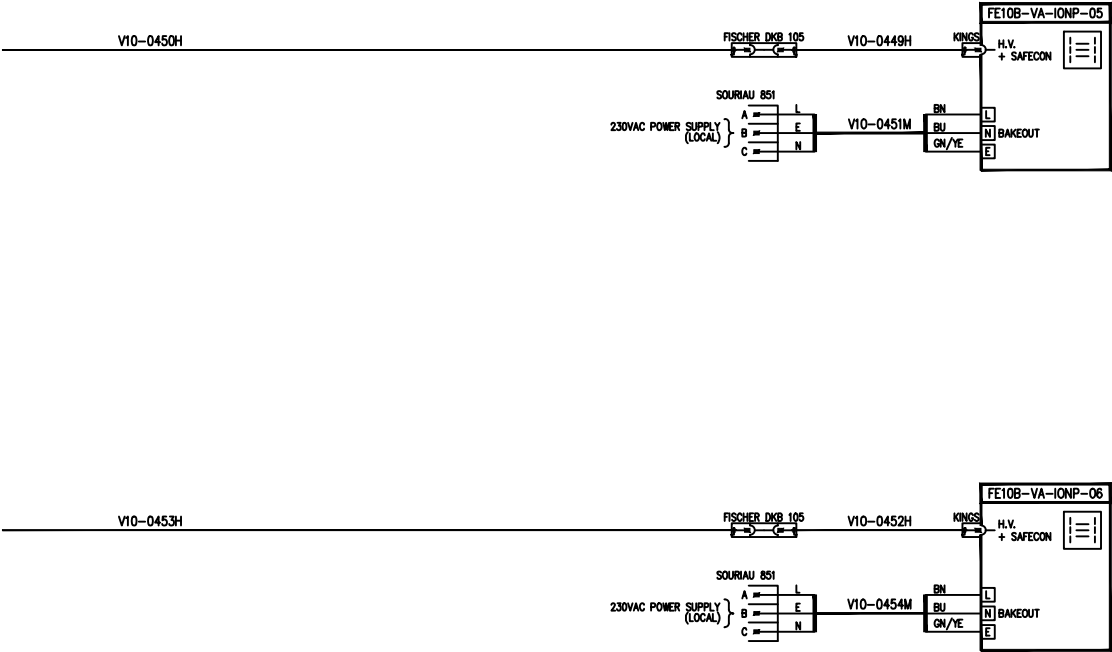 FE10B-VA-IONP-05
V10-0450H
FISCHER DKB 105
V10-0449H
KINGS
H.V.
+ SAFECON
SOURIAU 851
230VAC POWER SUPPLY
(LOCAL)
A
L
B
E
C
N
V10-0451M
BN
L
BU
N
BAKEOUT
GN/YE
E
FE10B-VA-IONP-06
V10-0453H
FISCHER DKB 105
V10-0452H
KINGS
H.V.
+ SAFECON
SOURIAU 851
230VAC POWER SUPPLY
(LOCAL)
A
L
B
E
C
N
V10-0454M
BN
L
BU
N
BAKEOUT
GN/YE
E